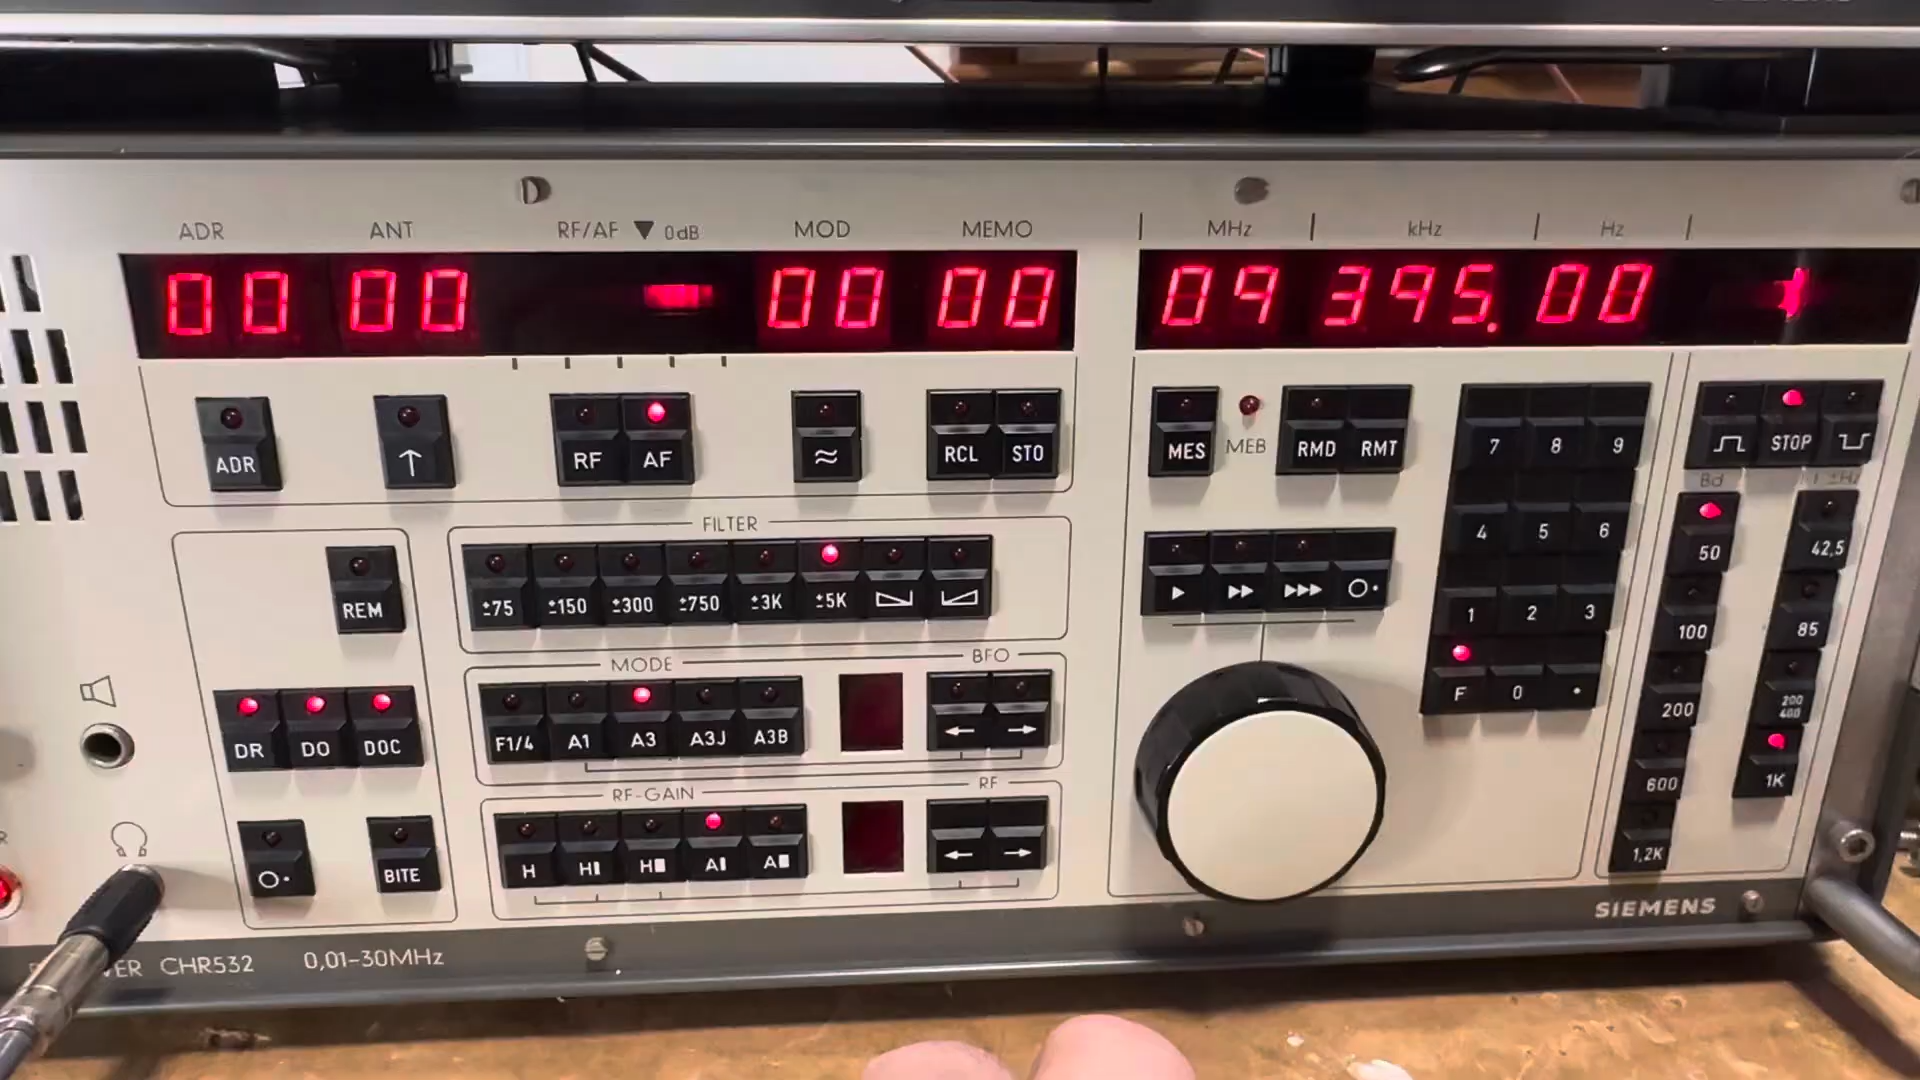 ADR ANT RF/AF ▼ 0dB MOD MEMO MHz kHz Hz
00 00 00 00 09 395.00
ADR ↑ RF AF ≈ RCL STO MES MEB RMD RMT 7 8 9 STOP
Bd
FILTER
±75 ±150 ±300 ±750 ±3K ±5K
4 5 6 50 42,5
REM
1 2 3 100 85
MODE BFO
F 0 . 200 200 400
DR DO DOC F1/4 A1 A3 A3J A3B ← →
600 1K
RF-GAIN RF
BITE H HI H■ AI A■ ← →
1,2K
SIEMENS
CHR532 0,01-30MHz